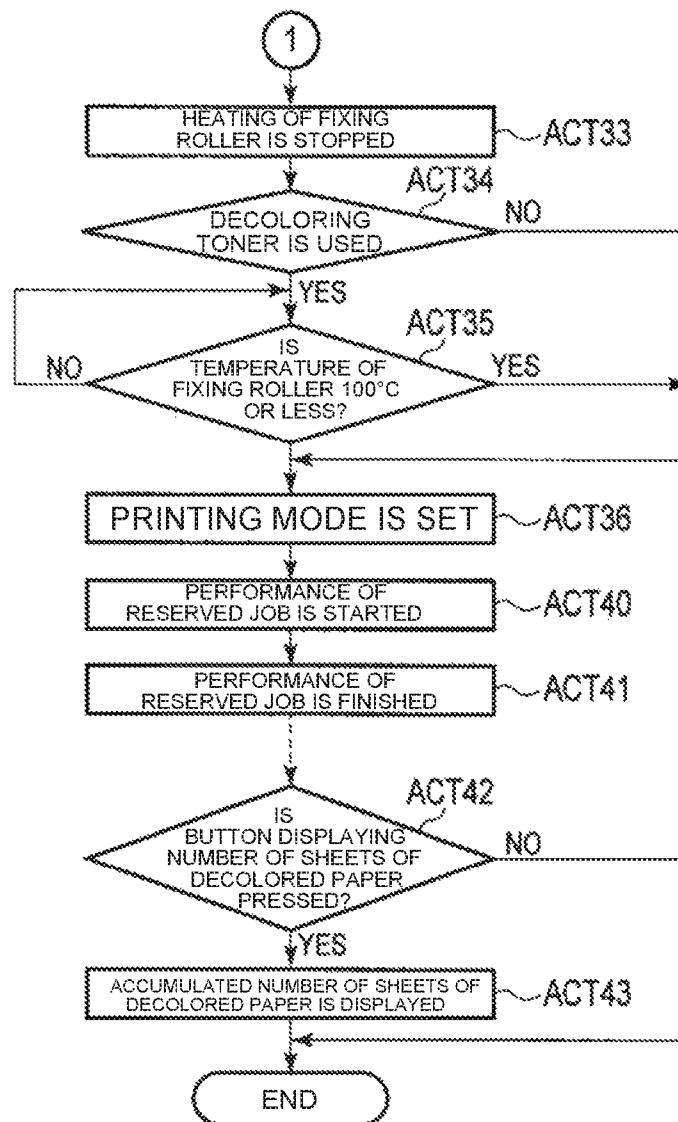 1
HEATING OF FIXING
ROLLER IS STOPPED
ACT33
ACT34
DECOLORING
TONER IS USED
NO
YES
ACT35
IS
TEMPERATURE OF
FIXING ROLLER 100°C
OR LESS?
NO
YES
PRINTING MODE IS SET
ACT36
PERFORMANCE OF
RESERVED JOB IS STARTED
ACT40
PERFORMANCE OF
RESERVED JOB IS FINISHED
ACT41
ACT42
IS
BUTTON DISPLAYING
NUMBER OF SHEETS OF
DECOLORED PAPER
PRESSED?
NO
YES
ACCUMULATED NUMBER OF SHEETS OF
DECOLORED PAPER IS DISPLAYED
ACT43
END